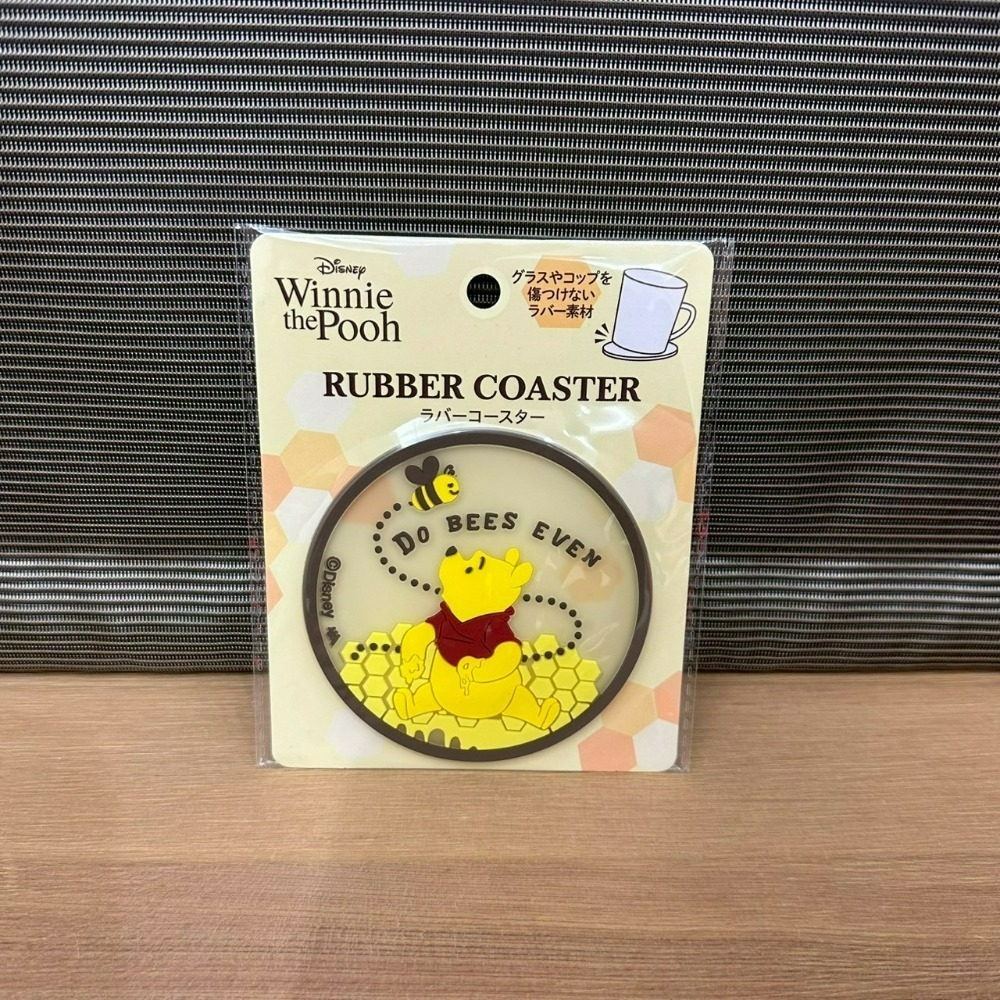 Disney
Winnie
the Pooh
グラスやコップを
傷つけない
ラバー素材
RUBBER COASTER
ラバーコースター
DO BEES EVEN
©Disney